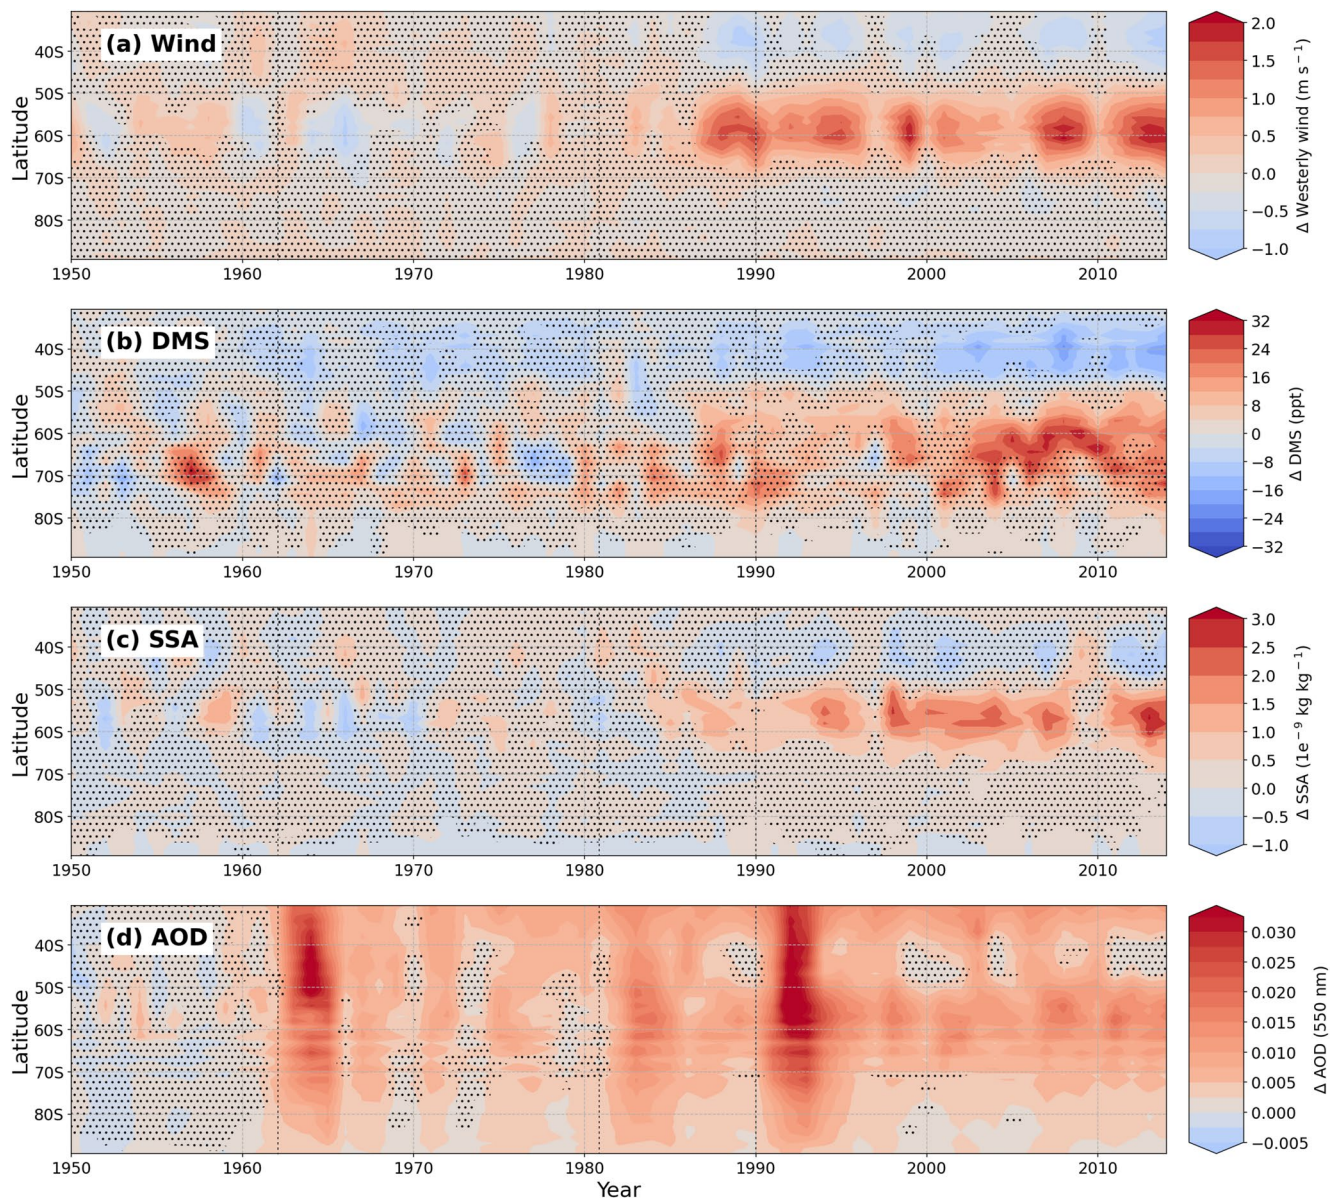 (a) Wind
Latitude
40S
50S
60S
70S
80S
1950 1960 1970 1980 1990 2000 2010
2.0
1.5
1.0
0.5
0.0
−0.5
−1.0
Δ Westerly wind (m s⁻¹)
(b) DMS
Latitude
40S
50S
60S
70S
80S
1950 1960 1970 1980 1990 2000 2010
32
24
16
8
0
−8
−16
−24
−32
Δ DMS (ppt)
(c) SSA
Latitude
40S
50S
60S
70S
80S
1950 1960 1970 1980 1990 2000 2010
3.0
2.5
2.0
1.5
1.0
0.5
0.0
−0.5
−1.0
Δ SSA (1e⁻⁹ kg kg⁻¹)
(d) AOD
Latitude
40S
50S
60S
70S
80S
1950 1960 1970 1980 1990 2000 2010
Year
0.030
0.025
0.020
0.015
0.010
0.005
0.000
−0.005
Δ AOD (550 nm)